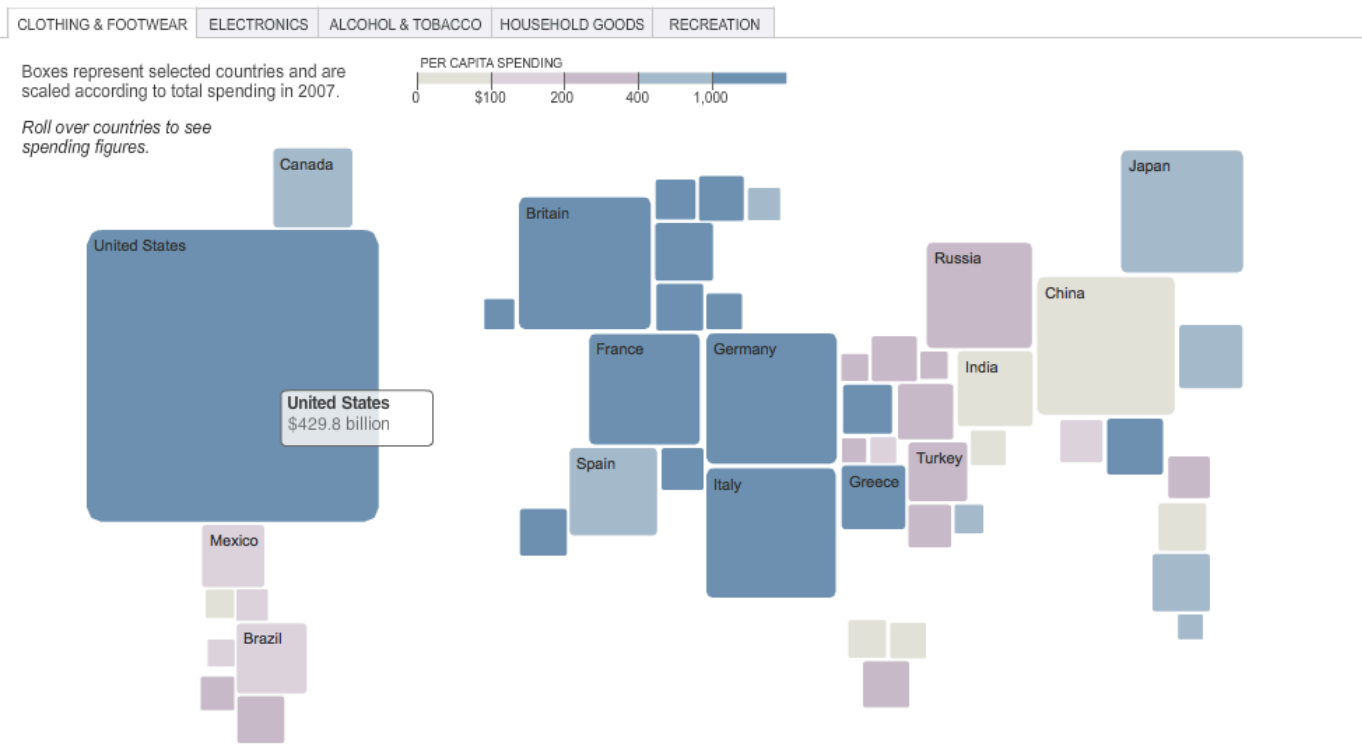 CLOTHING & FOOTWEAR ELECTRONICS ALCOHOL & TOBACCO HOUSEHOLD GOODS RECREATION
Boxes represent selected countries and are
scaled according to total spending in 2007.
Roll over countries to see
spending figures.
PER CAPITA SPENDING
0 $100 200 400 1,000
Canada
United States
United States
$429.8 billion
Mexico
Brazil
Britain
France
Germany
Spain
Italy
Greece
Turkey
Russia
India
China
Japan